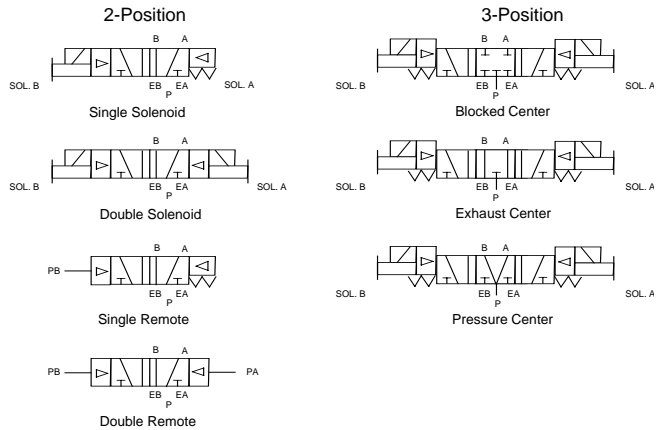 2-Position
B A
SOL. B SOL. A
EB EA
P
Single Solenoid
B A
SOL. B SOL. A
EB EA
P
Double Solenoid
B A
PB
EB EA
P
Single Remote
B A
PB PA
EB EA
P
Double Remote
3-Position
B A
SOL. B SOL. A
EB EA
P
Blocked Center
B A
SOL. B SOL. A
EB EA
P
Exhaust Center
B A
SOL. B SOL. A
EB EA
P
Pressure Center